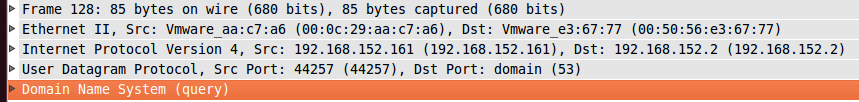 Frame 128: 85 bytes on wire (680 bits), 85 bytes captured (680 bits)
Ethernet II, Src: Vmware_aa:c7:a6 (00:0c:29:aa:c7:a6), Dst: Vmware_e3:67:77 (00:50:56:e3:67:77)
Internet Protocol Version 4, Src: 192.168.152.161 (192.168.152.161), Dst: 192.168.152.2 (192.168.152.2)
User Datagram Protocol, Src Port: 44257 (44257), Dst Port: domain (53)
Domain Name System (query)